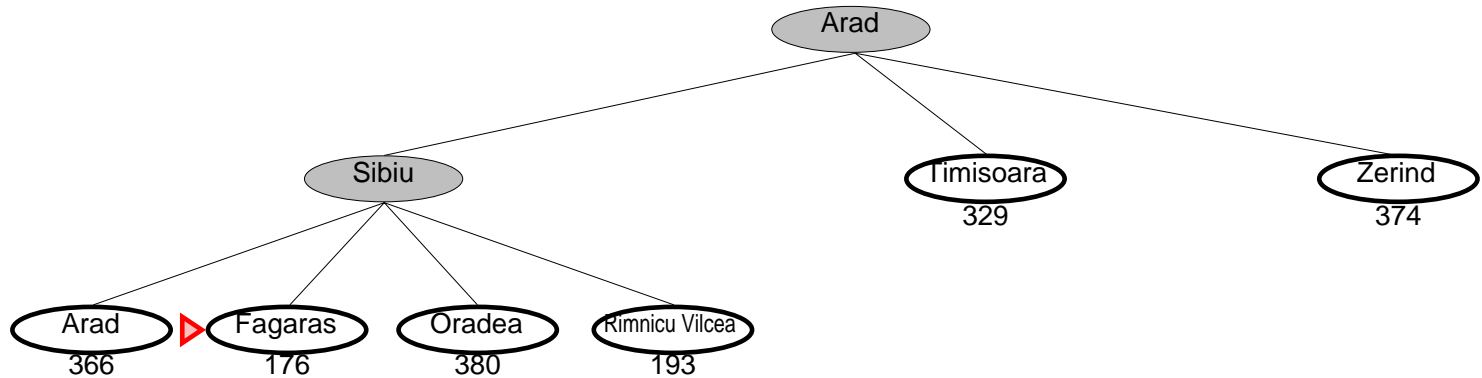 Arad
Sibiu
Timisoara
Zerind
329
374
Arad
Fagaras
Oradea
Rimnicu Vilcea
366
176
380
193